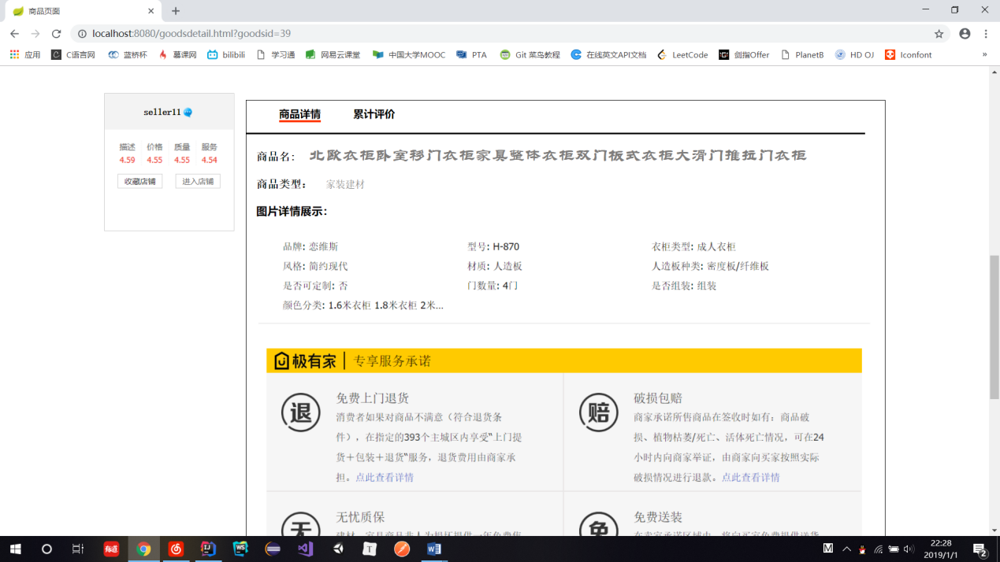 商品页面
localhost:8080/goodsdetail.html?goodsid=39
应用 C语言网 蓝桥杯 慕课网 bilibili 学习通 网易云课堂 中国大学MOOC PTA Git 菜鸟教程 在线英文API文档 LeetCode 剑指Offer PlanetB HD OJ Iconfont »
seller11
描述 价格 质量 服务
4.59 4.55 4.55 4.54
收藏店铺 进入店铺
商品详情 累计评价
商品名: 北欧衣柜卧室移门衣柜家具整体衣柜双门板式衣柜大滑门推拉门衣柜
商品类型: 家装建材
图片详情展示:
品牌: 恋维斯 型号: H-870 衣柜类型: 成人衣柜
风格: 简约现代 材质: 人造板 人造板种类: 密度板/纤维板
是否可定制: 否 门数量: 4门 是否组装: 组装
颜色分类: 1.6米衣柜 1.8米衣柜 2米...
极有家 专享服务承诺
退
免费上门退货
消费者如果对商品不满意（符合退货条
件），在指定的393个主城区内享受“上门提
货＋包装＋退货”服务，退货费用由商家承
担。点此查看详情
赔
破损包赔
商家承诺所售商品在签收时如有：商品破
损、植物枯萎/死亡、活体死亡情况，可在24
小时内向商家举证，由商家向买家按照实际
破损情况进行退款。点此查看详情
无忧质保
免费送装
有道 WS T M
22:28
2019/1/1
2